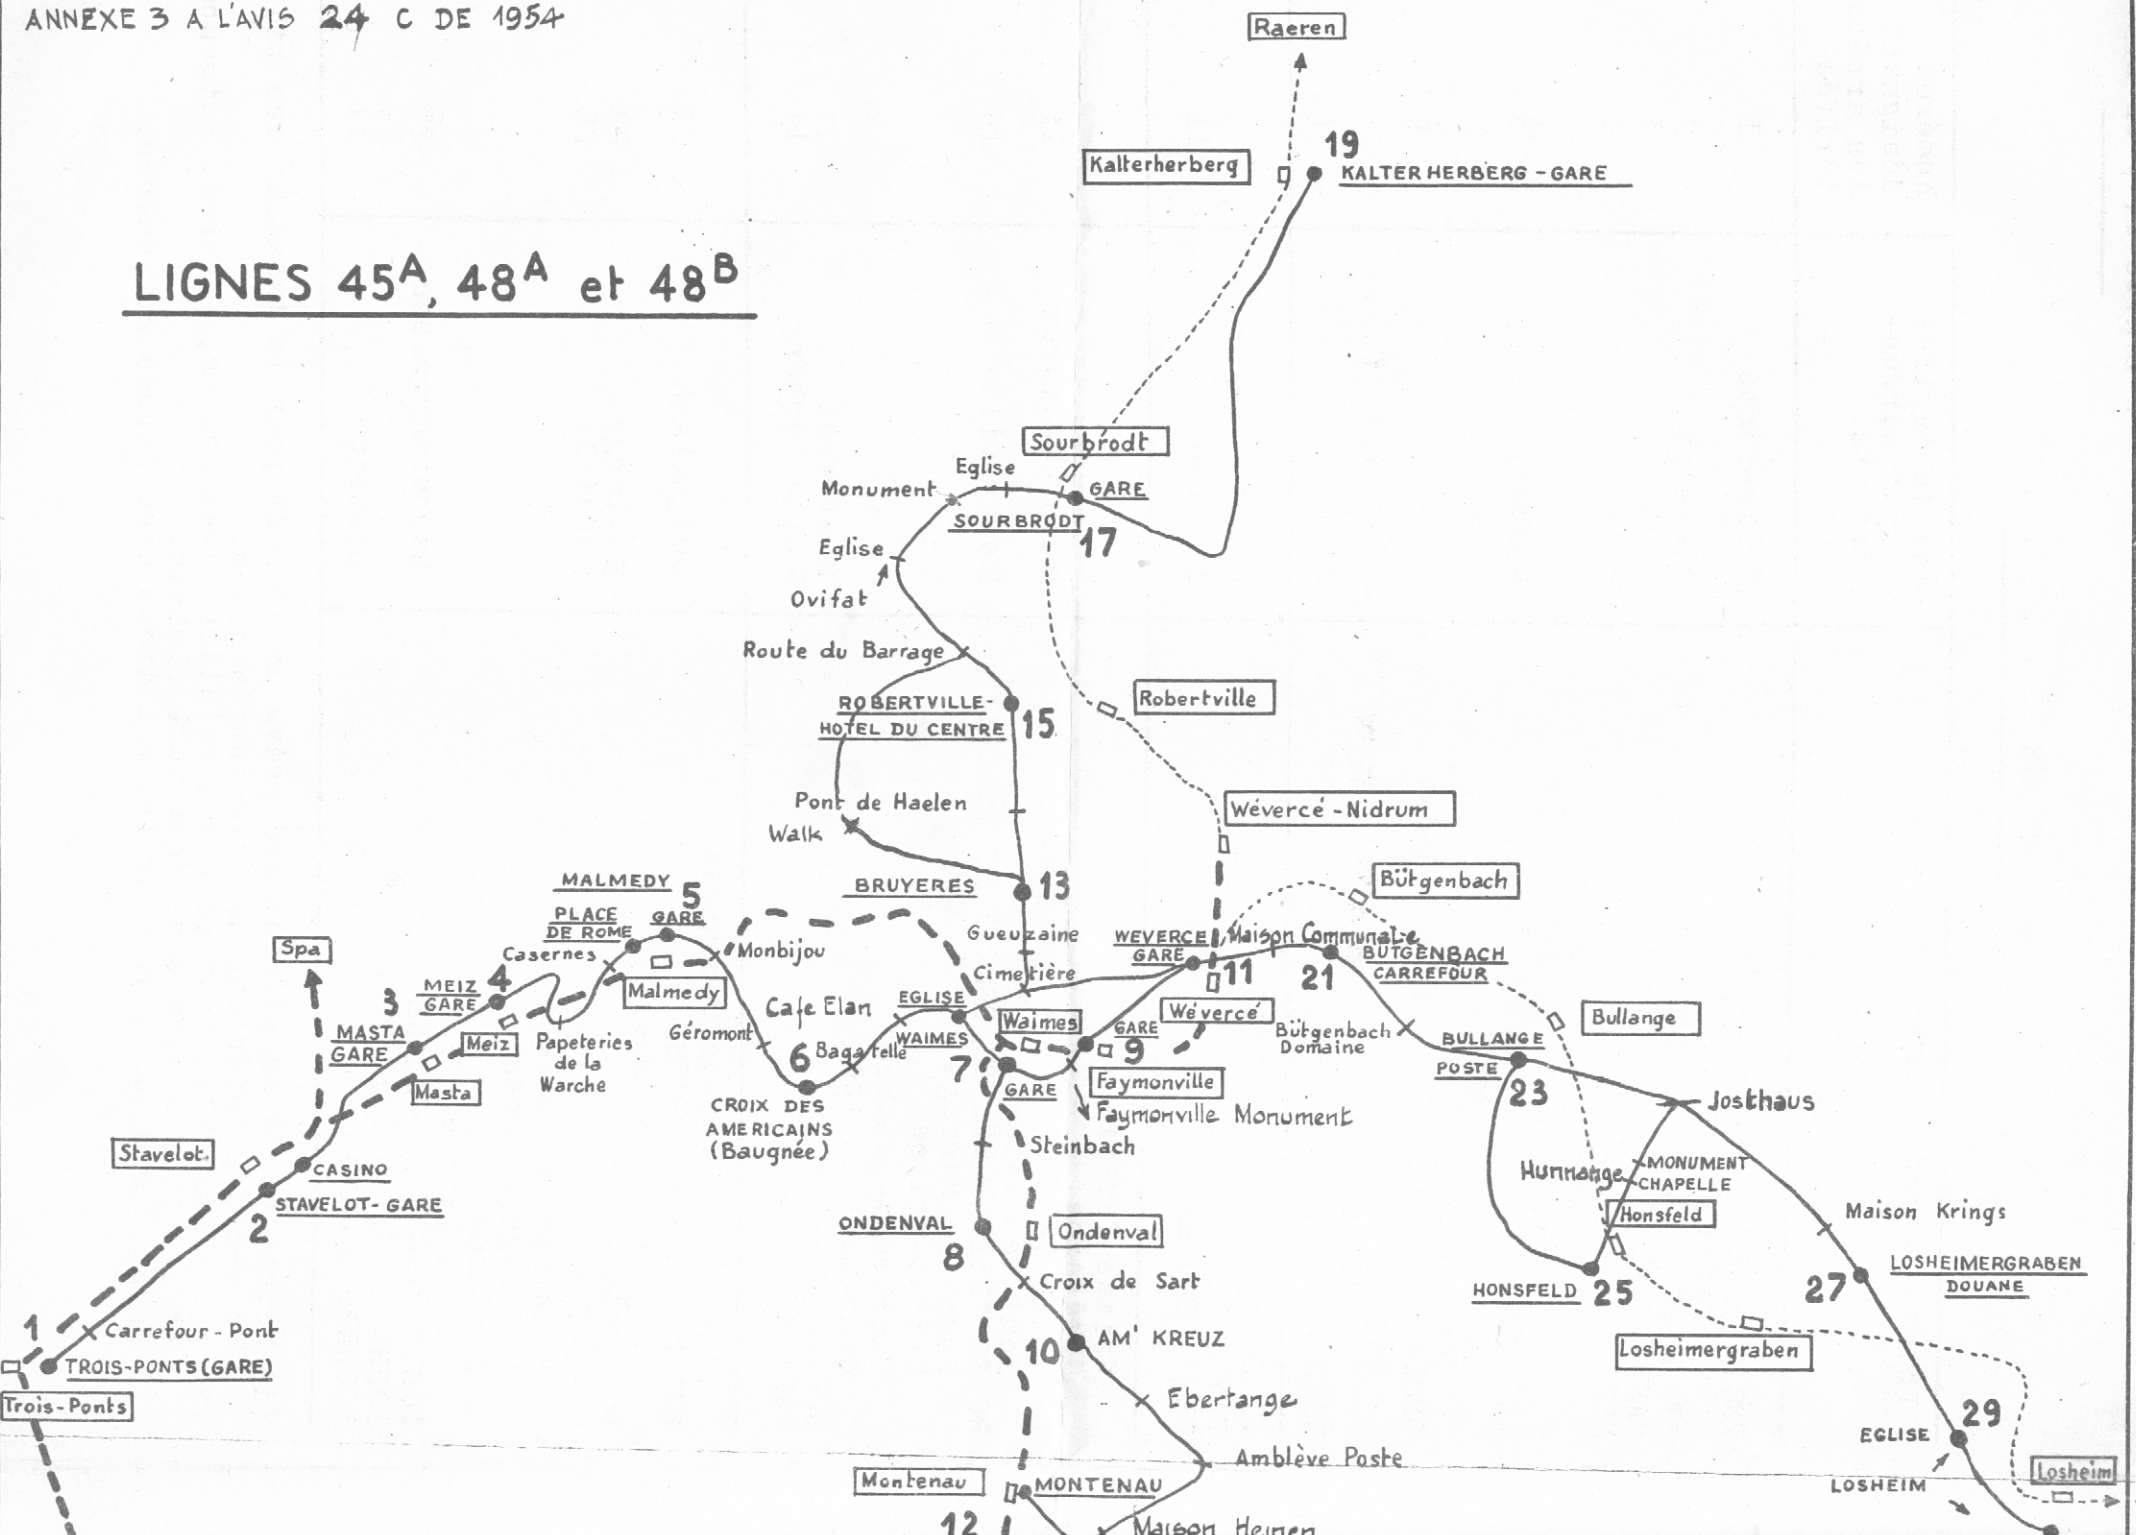 ANNEXE 3 A L'AVIS 24 C DE 1954
Raeren
19
Kalterherberg
KALTERHERBERG - GARE
LIGNES 45A, 48A et 48B
Sourbrodt
Eglise
Monument
GARE
SOURBRODT
17
Eglise
Ovifat
Route du Barrage
Robertville
ROBERTVILLE-
HOTEL DU CENTRE
15
Pont de Haelen
Walk
Wévercé-Nidrum
MALMEDY
5
BRUYERES
13
Bütgenbach
PLACE
DE ROME
GARE
Gueuzaine
WEVERCE
GARE
Maison Communale
Spa
Casernes
Monbijou
BUTGENBACH
CARREFOUR
Cimetière
11
21
MEIZ
GARE
4
Malmedy
3
Cafe Elan
EGLISE
WAIMES
Waimes
Wévercé
Bullange
MASTA
GARE
Meiz
Papeteries
de la
Warche
Géromont
6
Bagatelle
7
GARE
GARE
9
Bütgenbach
Domaine
BULLANGE
POSTE
23
Masta
Faymonville
Faymonville Monument
Josthaus
CROIX DES
AMERICAINS
(Baugnée)
Stavelot
CASINO
STAVELOT-GARE
2
Steinbach
Hunnange
MONUMENT
CHAPELLE
ONDENVAL
8
Ondenval
Honsfeld
Maison Krings
Croix de Sart
HONSFELD 25
27
LOSHEIMERGRABEN
DOUANE
1
Carrefour-Pont
TROIS-PONTS (GARE)
Trois-Ponts
10
AM' KREUZ
Losheimergraben
Ebertange
29
EGLISE
LOSHEIM
Losheim
Amblève Poste
Montenau
MONTENAU
12
Maison Heinen